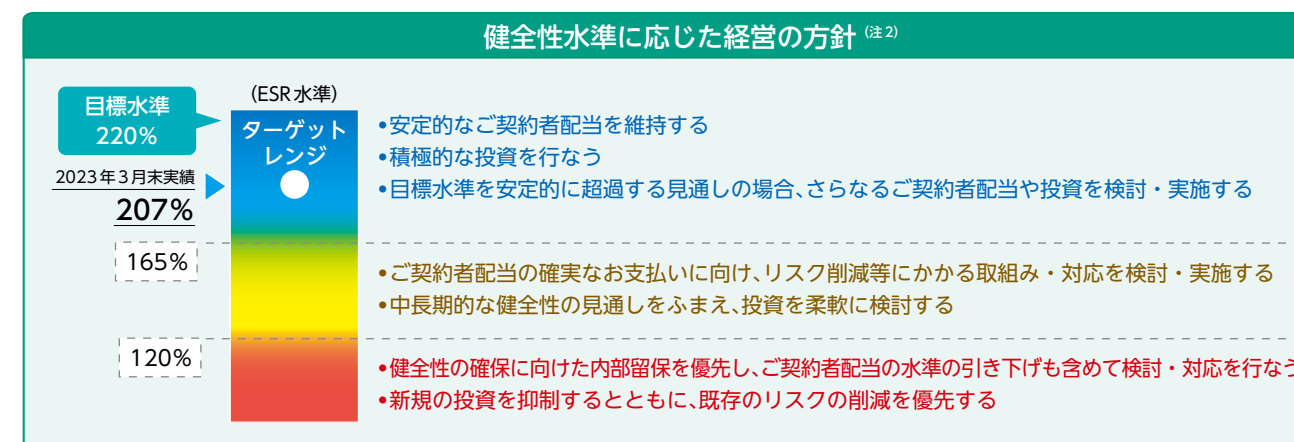 健全性水準に応じた経営の方針(注2)
目標水準
220%
(ESR水準)
ターゲット
レンジ
2023年3月末実績
207%
•安定的なご契約者配当を維持する
•積極的な投資を行なう
•目標水準を安定的に超過する見通しの場合、さらなるご契約者配当や投資を検討・実施する
165%
•ご契約者配当の確実なお支払いに向け、リスク削減等にかかる取組み・対応を検討・実施する
•中長期的な健全性の見通しをふまえ、投資を柔軟に検討する
120%
•健全性の確保に向けた内部留保を優先し、ご契約者配当の水準の引き下げも含めて検討・対応を行なう
•新規の投資を抑制するとともに、既存のリスクの削減を優先する